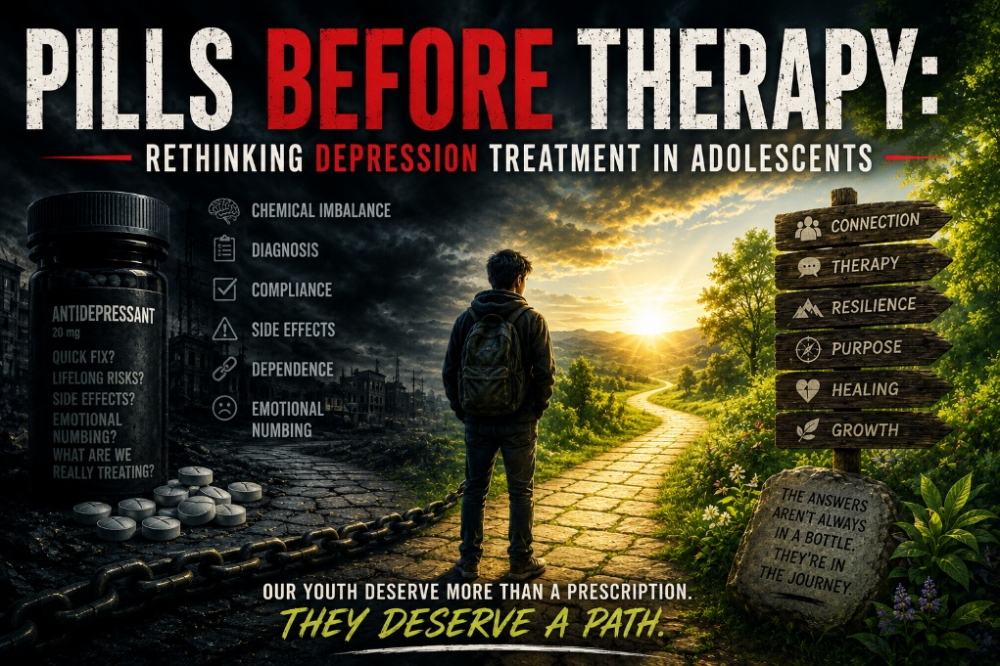 PILLS BEFORE THERAPY:
RETHINKING DEPRESSION TREATMENT IN ADOLESCENTS
ANTIDEPRESSANT
20 mg
QUICK FIX?
LIFELONG RISKS?
SIDE EFFECTS?
EMOTIONAL
NUMBING?
WHAT ARE WE
REALLY TREATING?
CHEMICAL IMBALANCE
DIAGNOSIS
COMPLIANCE
SIDE EFFECTS
DEPENDENCE
EMOTIONAL
NUMBING
CONNECTION
THERAPY
RESILIENCE
PURPOSE
HEALING
GROWTH
THE ANSWERS
AREN'T ALWAYS
IN A BOTTLE.
THEY'RE IN
THE JOURNEY.
OUR YOUTH DESERVE MORE THAN A PRESCRIPTION.
THEY DESERVE A PATH.